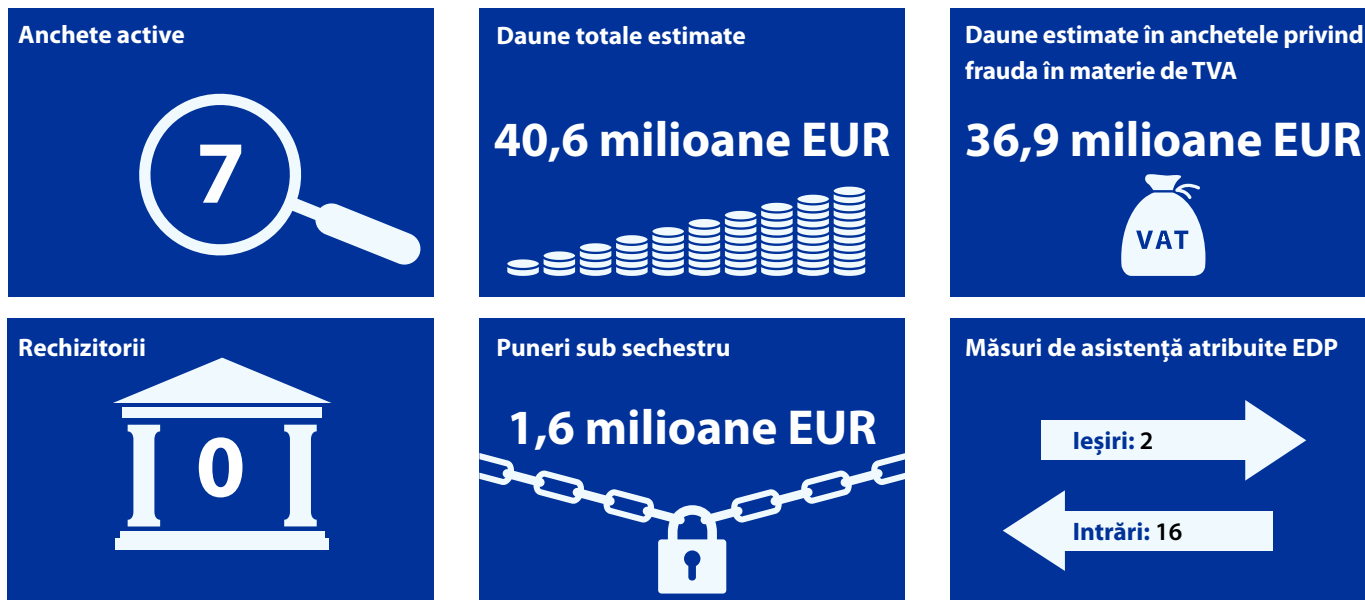 Anchete active
7
Daune totale estimate
40,6 milioane EUR
Daune estimate în anchetele privind
frauda în materie de TVA
36,9 milioane EUR
VAT
Rechizitorii
0
Puneri sub sechestru
1,6 milioane EUR
Măsuri de asistență atribuite EDP
Ieșiri: 2
Intrări: 16